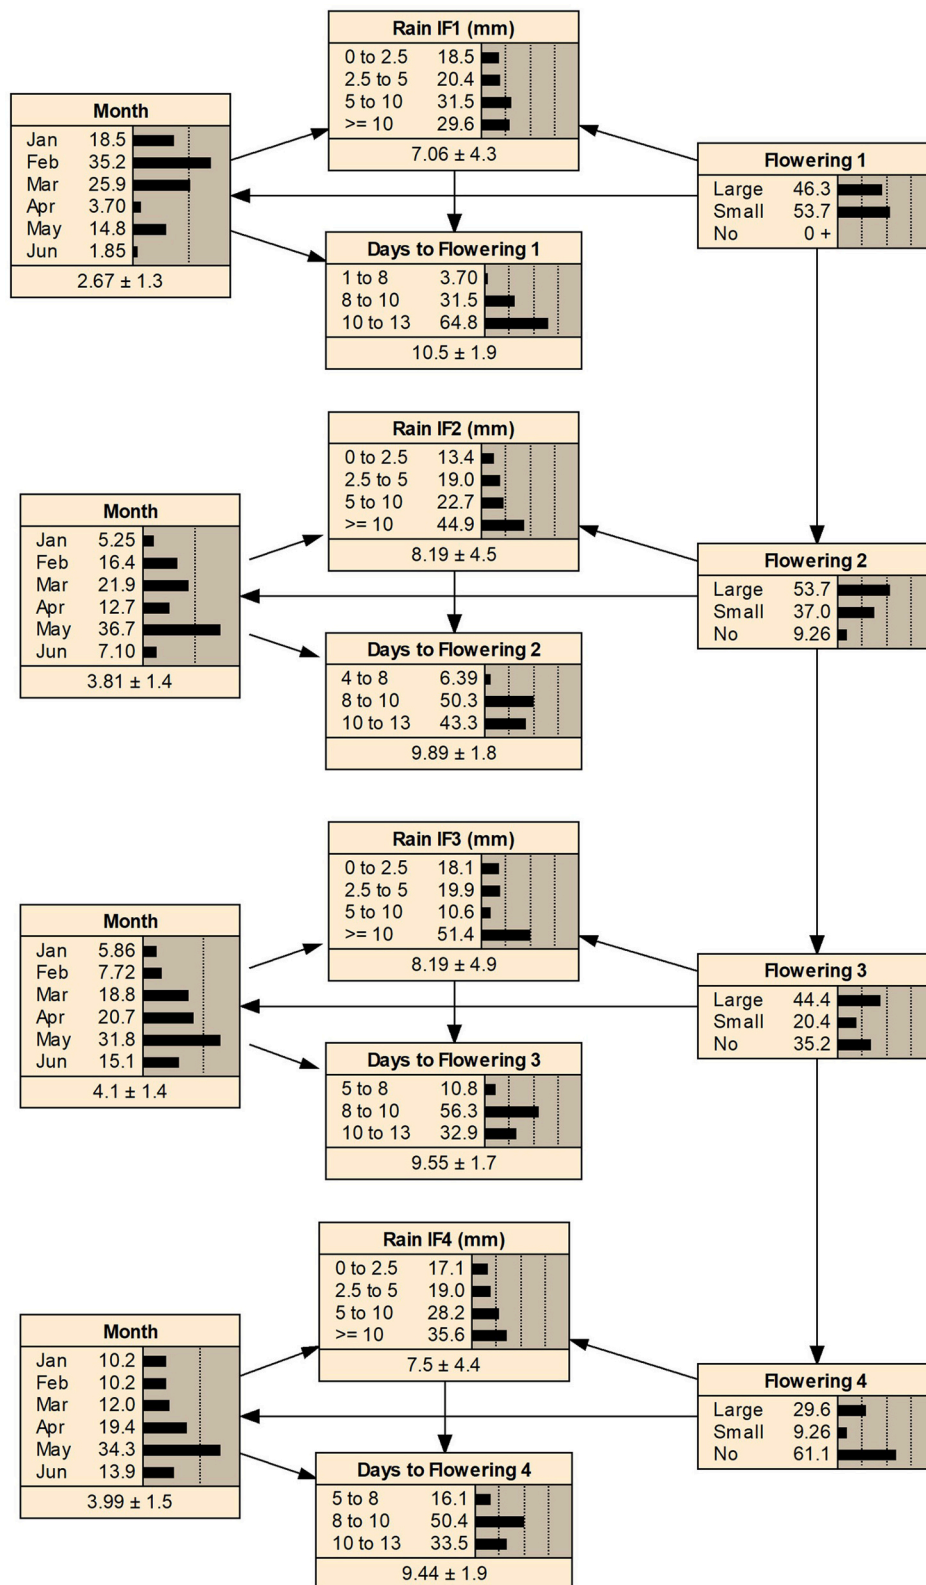 Rain IF1 (mm)
0 to 2.5 18.5
2.5 to 5 20.4
5 to 10 31.5
>= 10 29.6
7.06 ± 4.3
Month
Jan 18.5
Feb 35.2
Mar 25.9
Apr 3.70
May 14.8
Jun 1.85
2.67 ± 1.3
Flowering 1
Large 46.3
Small 53.7
No 0 +
Days to Flowering 1
1 to 8 3.70
8 to 10 31.5
10 to 13 64.8
10.5 ± 1.9
Rain IF2 (mm)
0 to 2.5 13.4
2.5 to 5 19.0
5 to 10 22.7
>= 10 44.9
8.19 ± 4.5
Month
Jan 5.25
Feb 16.4
Mar 21.9
Apr 12.7
May 36.7
Jun 7.10
3.81 ± 1.4
Flowering 2
Large 53.7
Small 37.0
No 9.26
Days to Flowering 2
4 to 8 6.39
8 to 10 50.3
10 to 13 43.3
9.89 ± 1.8
Rain IF3 (mm)
0 to 2.5 18.1
2.5 to 5 19.9
5 to 10 10.6
>= 10 51.4
8.19 ± 4.9
Month
Jan 5.86
Feb 7.72
Mar 18.8
Apr 20.7
May 31.8
Jun 15.1
4.1 ± 1.4
Flowering 3
Large 44.4
Small 20.4
No 35.2
Days to Flowering 3
5 to 8 10.8
8 to 10 56.3
10 to 13 32.9
9.55 ± 1.7
Rain IF4 (mm)
0 to 2.5 17.1
2.5 to 5 19.0
5 to 10 28.2
>= 10 35.6
7.5 ± 4.4
Month
Jan 10.2
Feb 10.2
Mar 12.0
Apr 19.4
May 34.3
Jun 13.9
3.99 ± 1.5
Flowering 4
Large 29.6
Small 9.26
No 61.1
Days to Flowering 4
5 to 8 16.1
8 to 10 50.4
10 to 13 33.5
9.44 ± 1.9